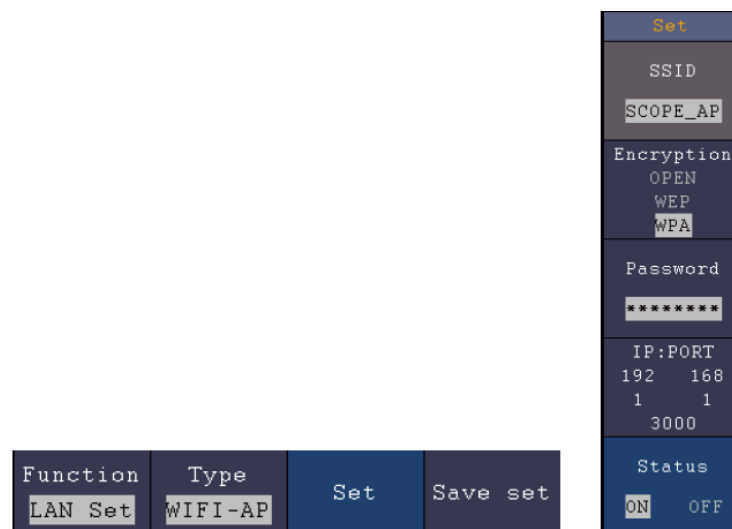 Set
SSID
SCOPE_AP
Encryption
OPEN
WEP
WPA
Password
********
IP:PORT
192 168
1 1
3000
Status
ON OFF
Function Type Set Save set
LAN Set WIFI-AP